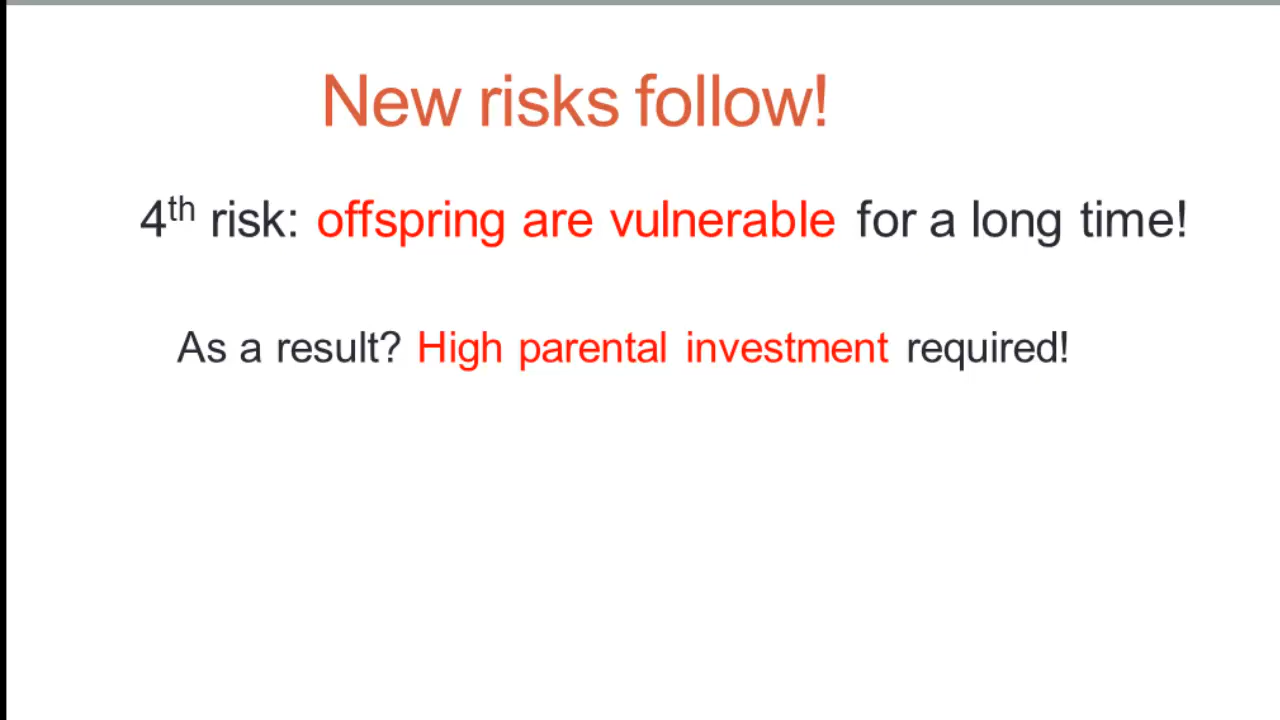 New risks follow!
4th risk: offspring are vulnerable for a long time!
As a result? High parental investment required!